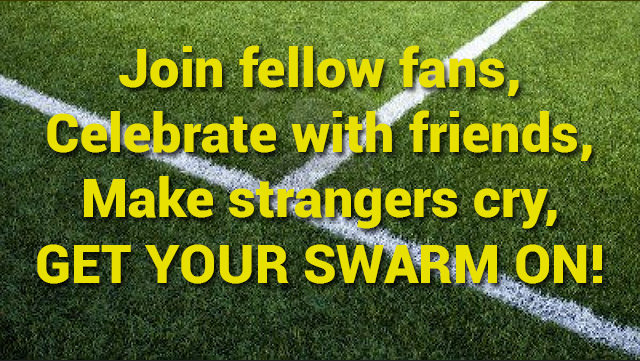 Join fellow fans,
Celebrate with friends,
Make strangers cry,
GET YOUR SWARM ON!